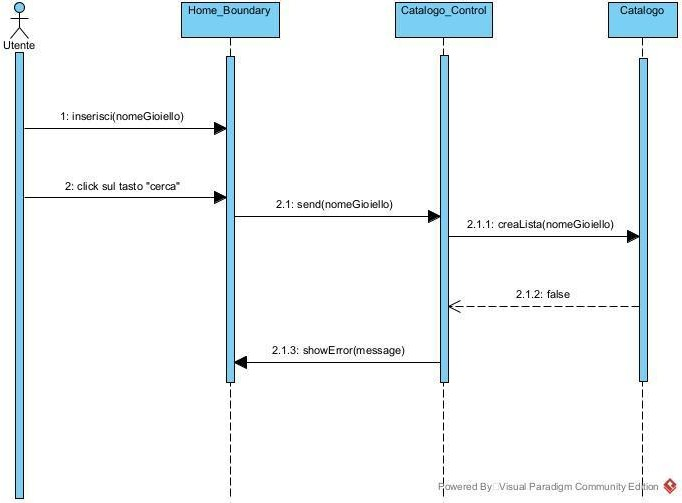 Home_Boundary
Catalogo_Control
Catalogo
Utente
1: inserisci(nomeGioiello)
2: click sul tasto "cerca"
2.1: send(nomeGioiello)
2.1.1: creaLista(nomeGioiello)
2.1.2: false
2.1.3: showError(message)
Powered By Visual Paradigm Community Edition